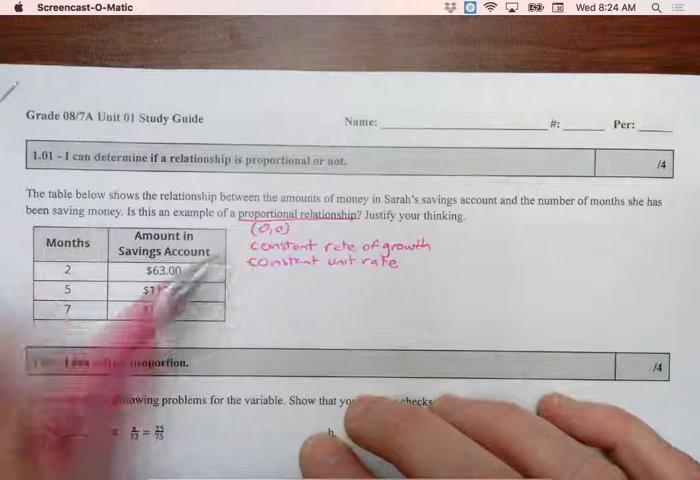 Screencast-O-Matic
Wed 8:24 AM
Grade 08/7A Unit 01 Study Guide
Name:
#:
Per:
1.01 - I can determine if a relationship is proportional or not.
/4
The table below shows the relationship between the amounts of money in Sarah's savings account and the number of months she has
been saving money. Is this an example of a proportional relationship? Justify your thinking.
(0,0)
constant rate of growth
constant unit rate
Months
Amount in
Savings Account
2
$63.00
5
7
proportion.
/4
following problems for the variable. Show that
checks
= 25/75